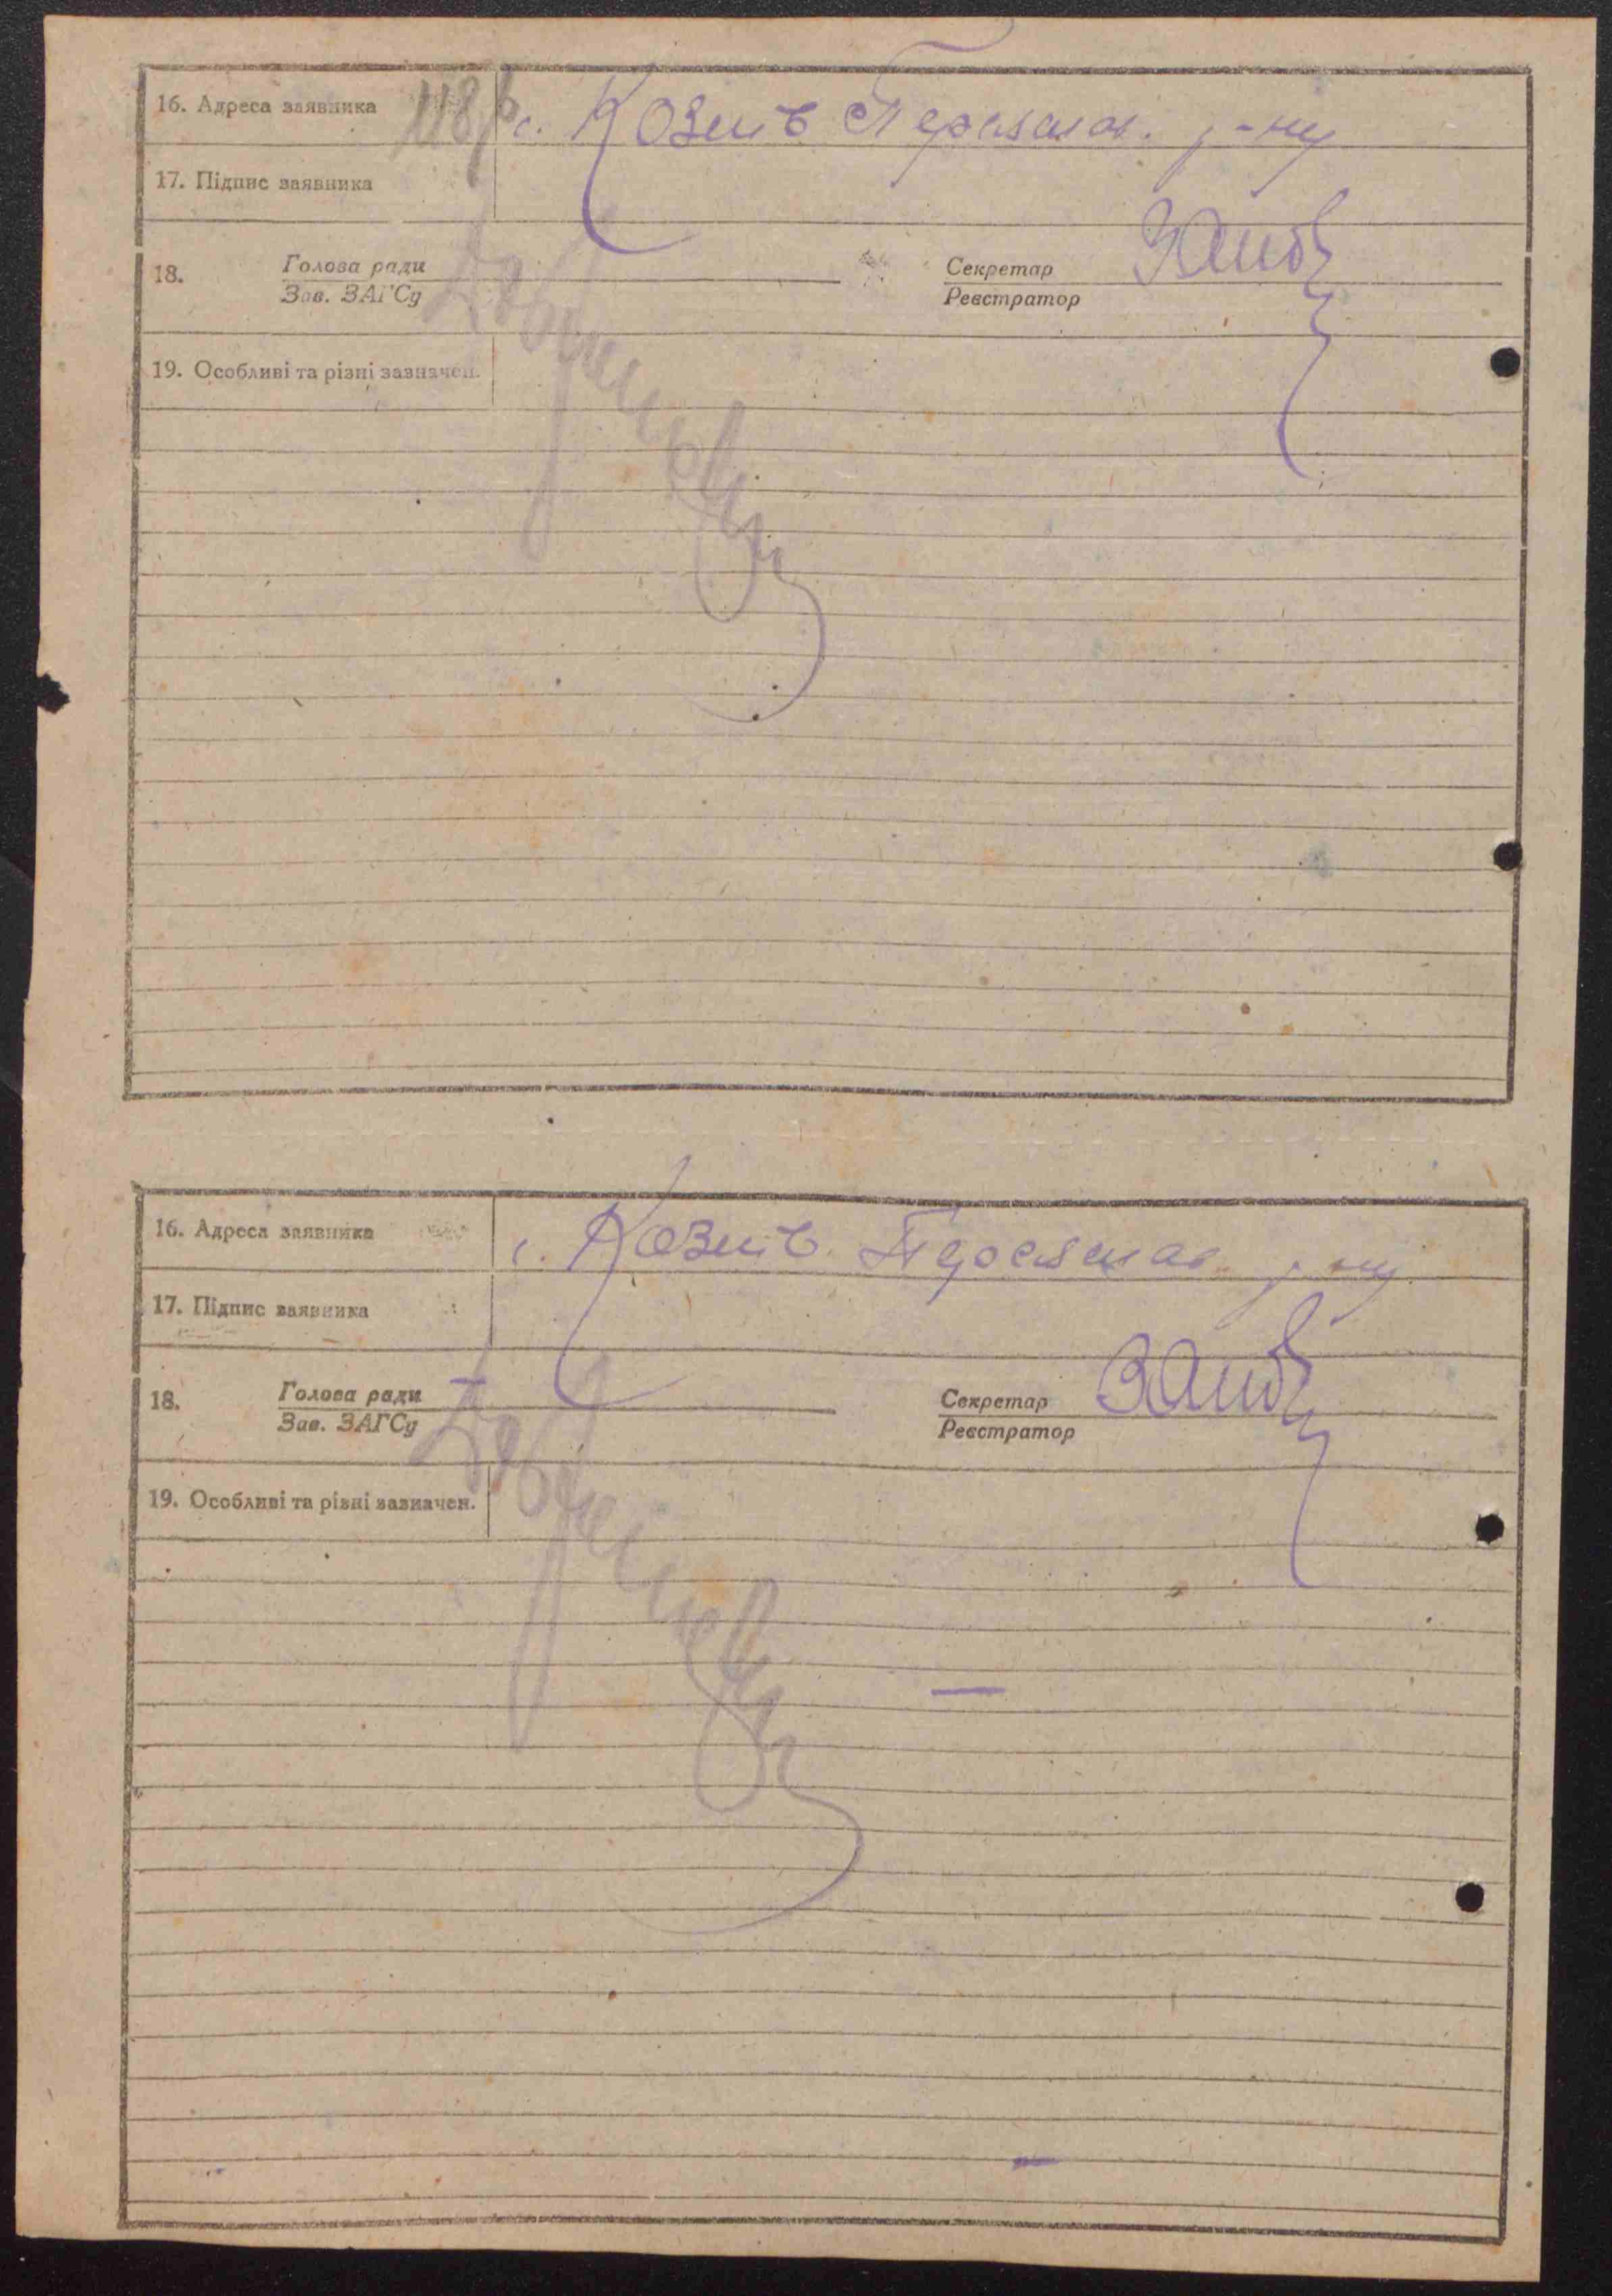 16. Адреса заявника с. Козин Переяслав. р-ну
118
17. Підпис заявника
18. Голова ради Секретар
Зав. ЗАГСу Реєстратор
19. Особливі та різні зазначен.
16. Адреса заявника с. Козин Переяслав. р-ну
17. Підпис заявника
18. Голова ради Секретар
Зав. ЗАГСу Реєстратор
19. Особливі та різні зазначен.